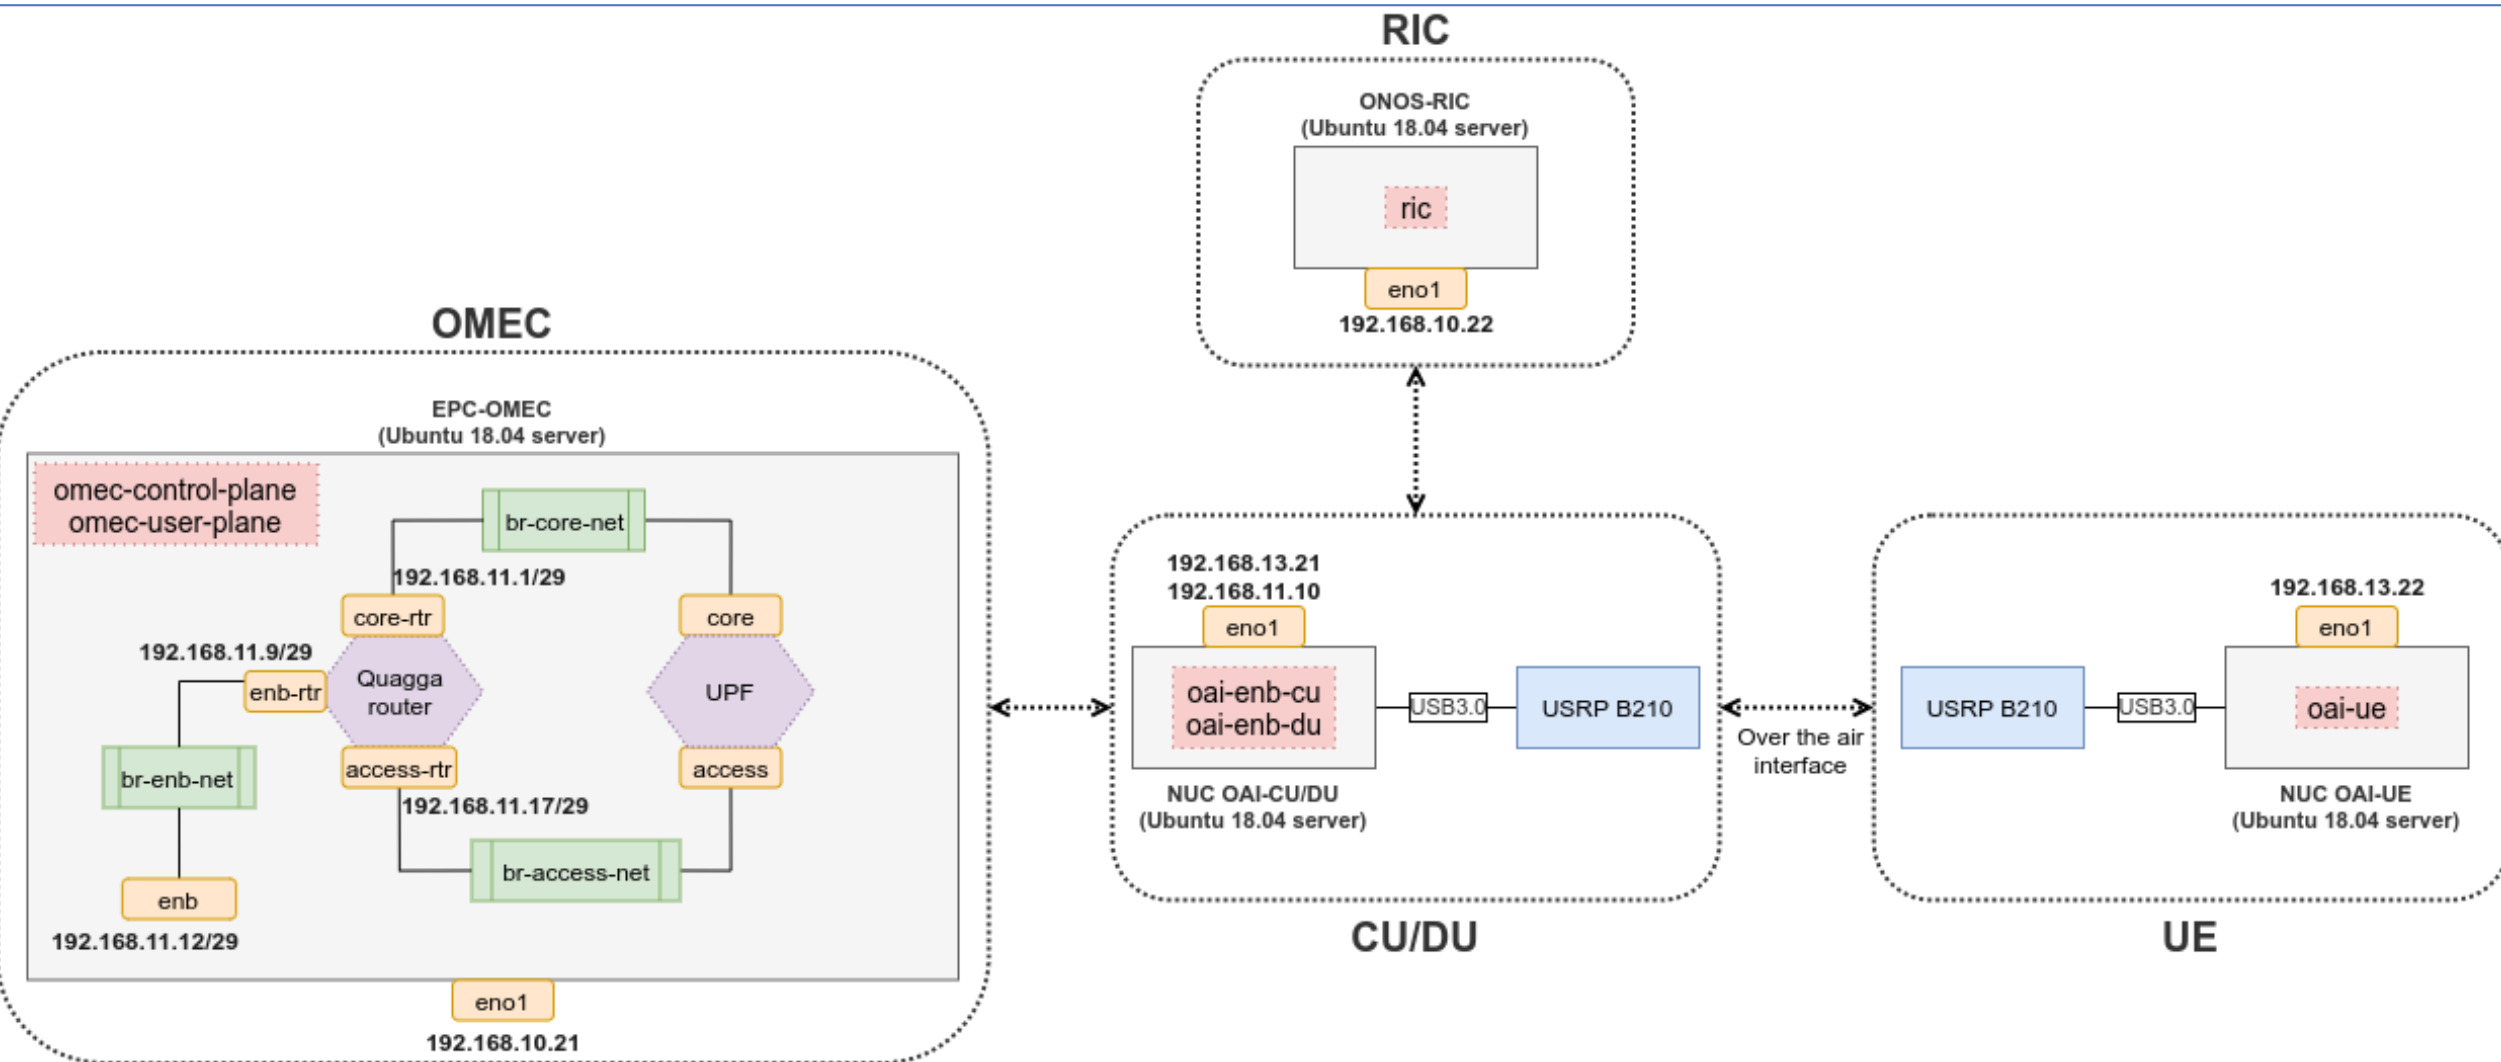 RIC
ONOS-RIC
(Ubuntu 18.04 server)
ric
eno1
192.168.10.22
OMEC
EPC-OMEC
(Ubuntu 18.04 server)
omec-control-plane
omec-user-plane
br-core-net
192.168.11.1/29
core-rtr
core
192.168.11.9/29
enb-rtr
Quagga
router
UPF
access-rtr
access
br-enb-net
192.168.11.17/29
br-access-net
enb
192.168.11.12/29
eno1
192.168.10.21
192.168.13.21
192.168.11.10
eno1
oai-enb-cu
oai-enb-du
USB3.0
USRP B210
NUC OAI-CU/DU
(Ubuntu 18.04 server)
CU/DU
Over the air
interface
192.168.13.22
eno1
USRP B210
USB3.0
oai-ue
NUC OAI-UE
(Ubuntu 18.04 server)
UE